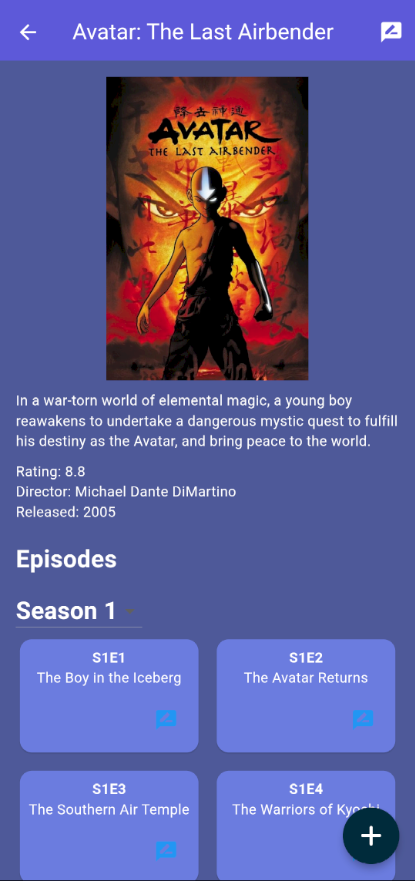 Avatar: The Last Airbender
降去神通
AVATAR
THE LAST AIRBENDER
In a war-torn world of elemental magic, a young boy
reawakens to undertake a dangerous mystic quest to fulfill
his destiny as the Avatar, and bring peace to the world.
Rating: 8.8
Director: Michael Dante DiMartino
Released: 2005
Episodes
Season 1
S1E1
The Boy in the Iceberg
S1E2
The Avatar Returns
S1E3
The Southern Air Temple
S1E4
The Warriors of Kyoshi